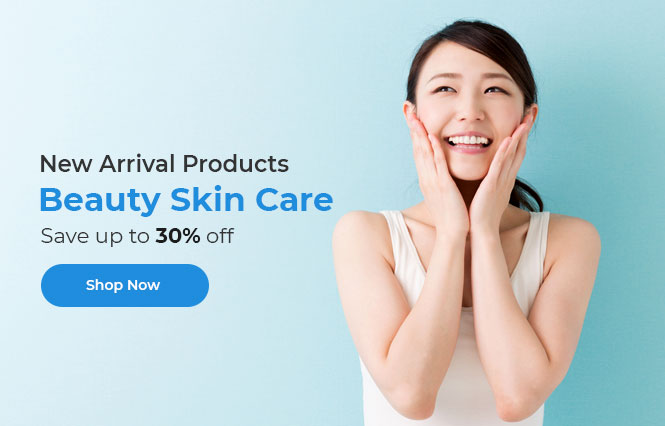 New Arrival Products
Beauty Skin Care
Save up to 30% off
Shop Now